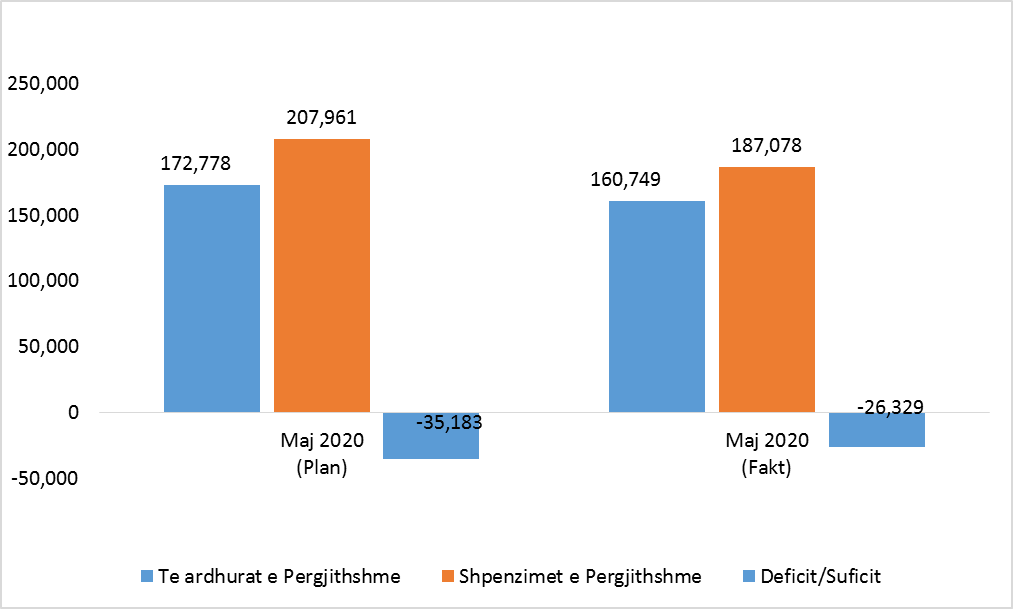 250,000
200,000
150,000
100,000
50,000
0
-50,000
207,961
172,778
-35,183
187,078
160,749
-26,329
Maj 2020
(Plan)
Maj 2020
(Fakt)
Te ardhurat e Pergjithshme
Shpenzimet e Pergjithshme
Deficit/Suficit